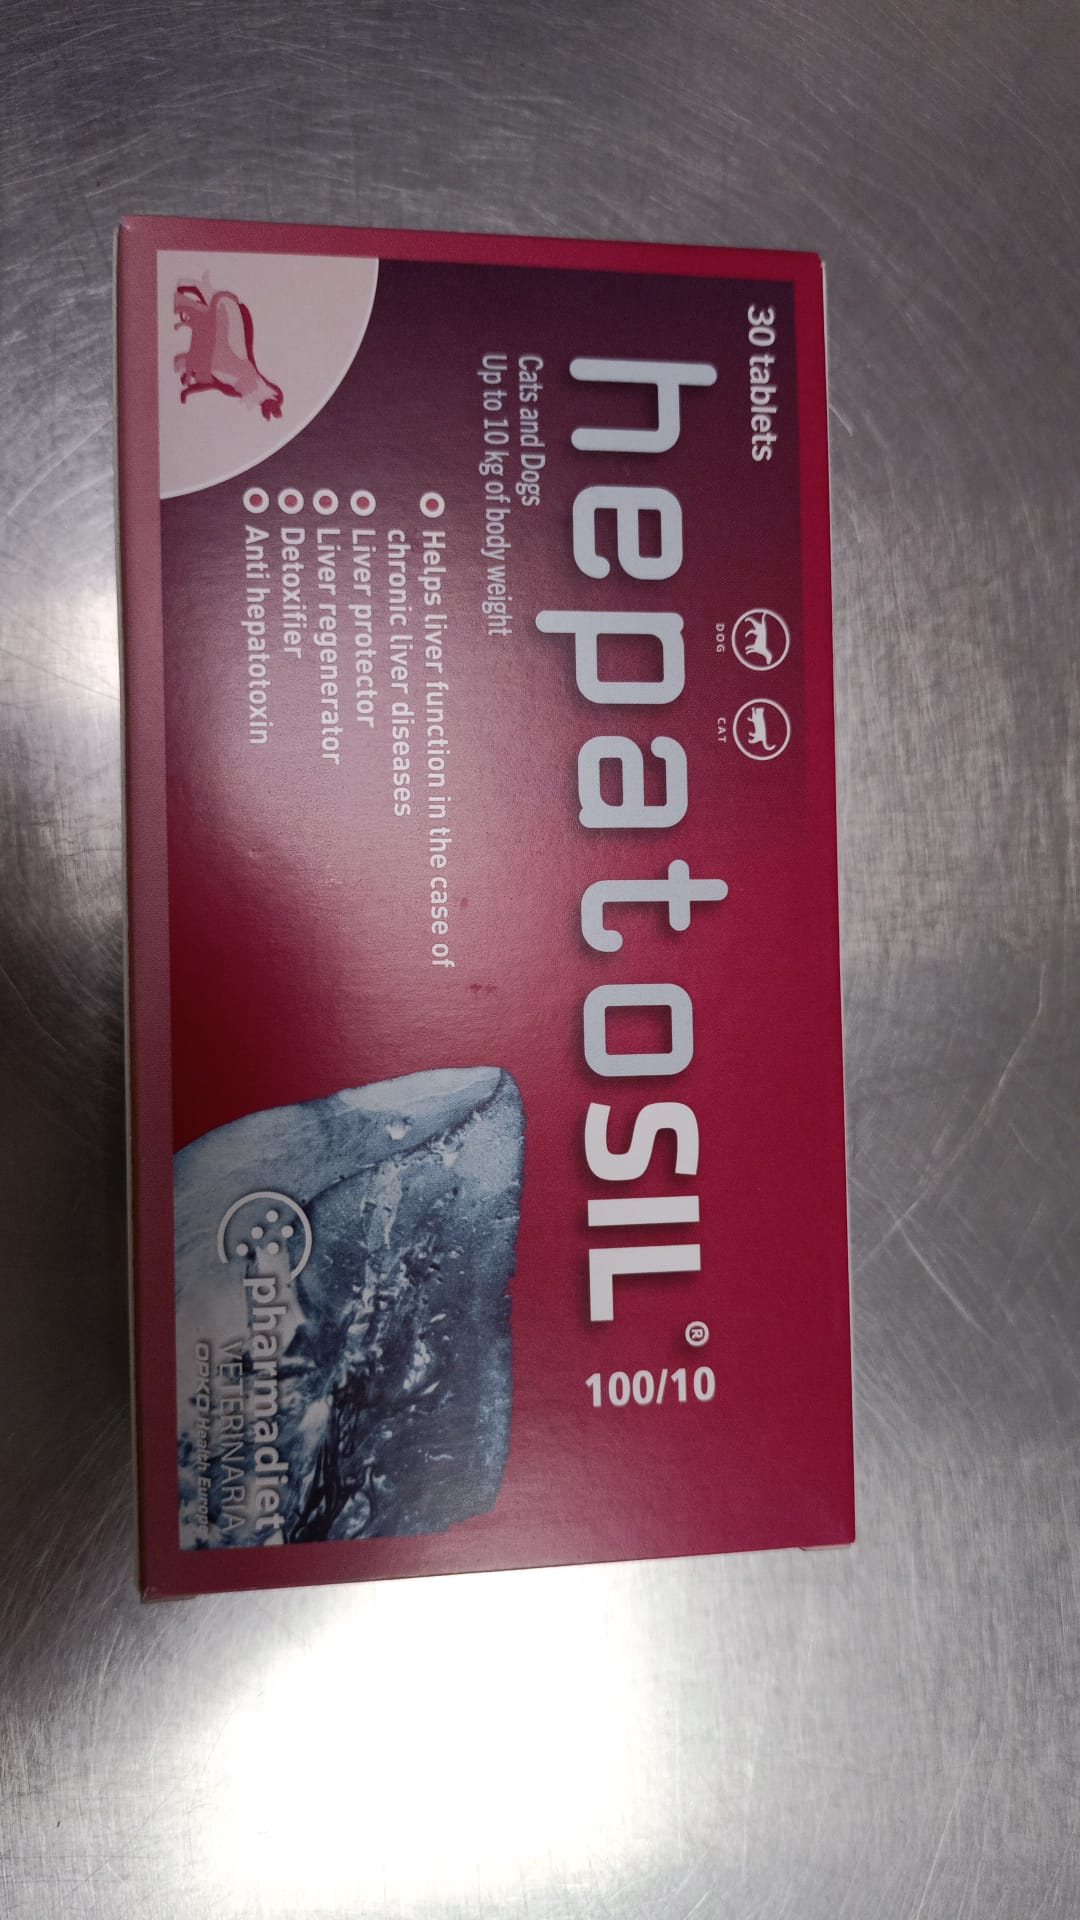 30 tablets
DOG
CAT
hepatoSIL® 100/10
Cats and Dogs
Up to 10 kg of body weight
Helps liver function in the case of
chronic liver diseases
Liver protector
Liver regenerator
Detoxifier
Anti hepatotoxin
pharmadiet
VETERINARIA
OPKO Health Europe